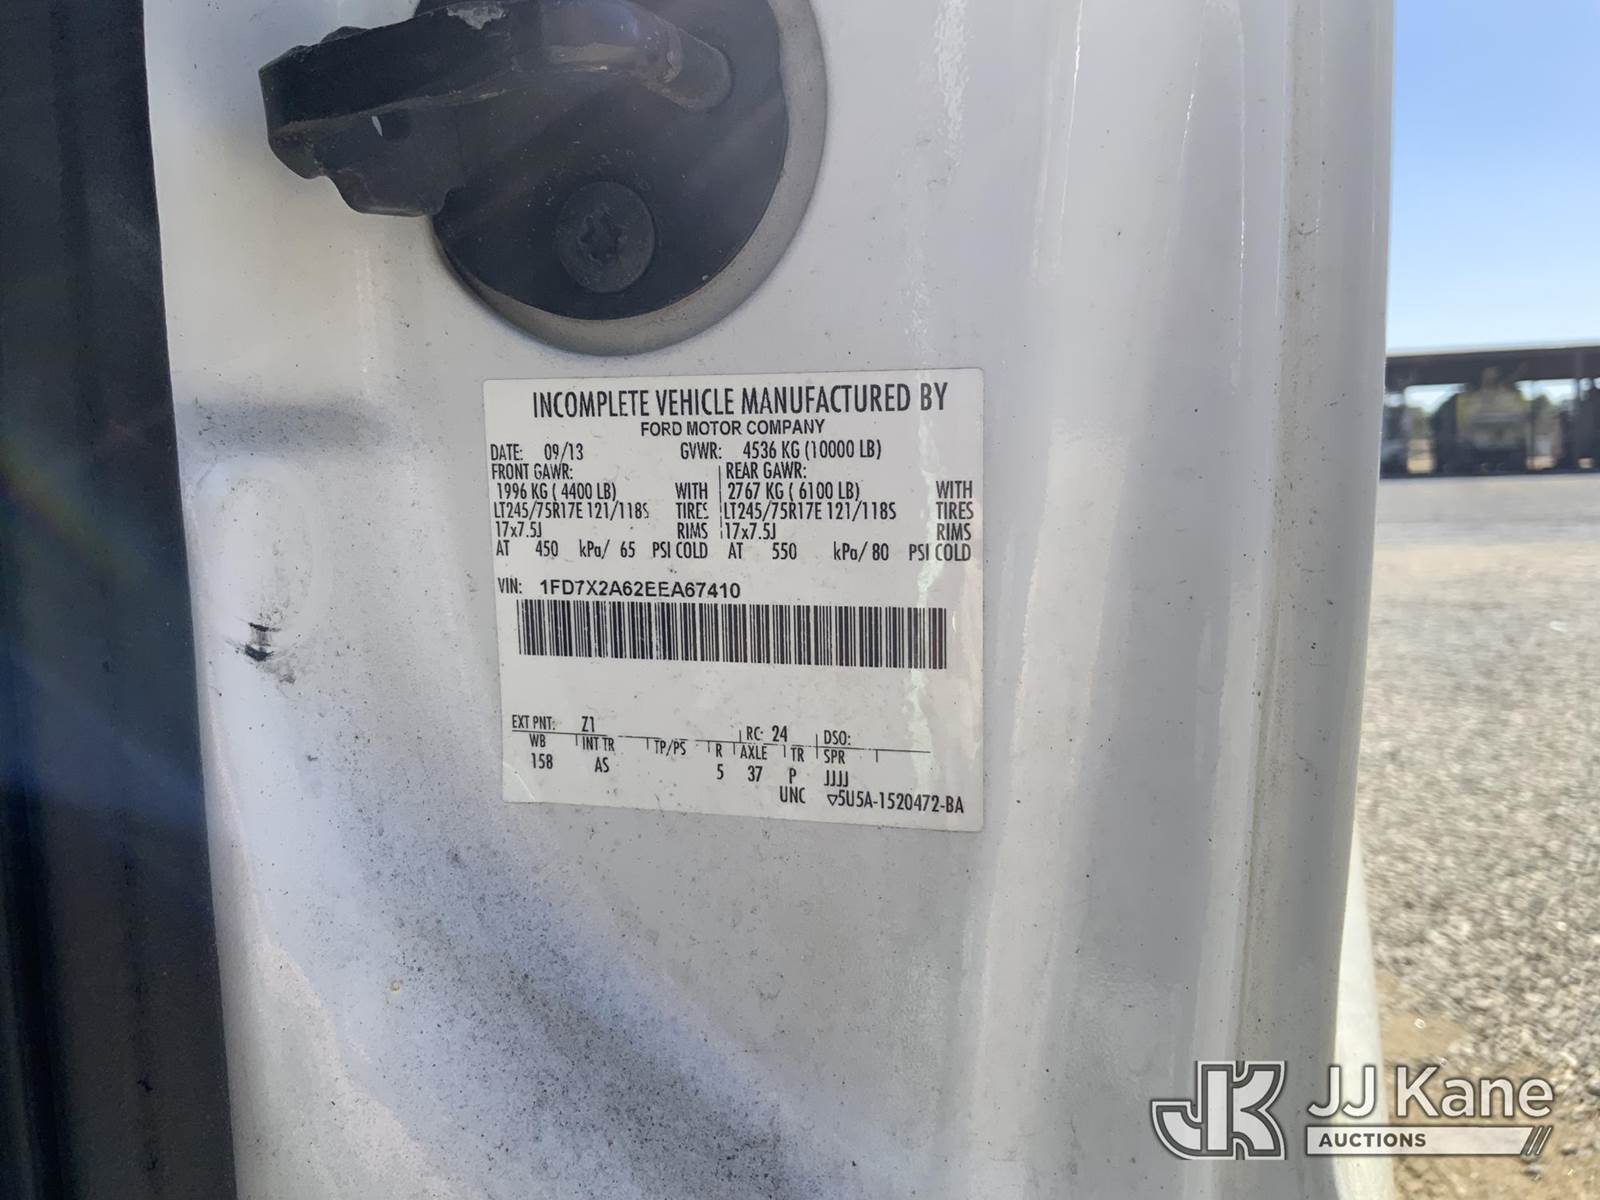 INCOMPLETE VEHICLE MANUFACTURED BY
FORD MOTOR COMPANY
DATE: 09/13 GVWR: 4536 KG (10000 LB)
FRONT GAWR: REAR GAWR:
1996 KG ( 4400 LB) WITH 2767 KG ( 6100 LB) WITH
LT245/75R17E 121/118S TIRES LT245/75R17E 121/118S TIRES
17x7.5J RIMS 17x7.5J RIMS
AT 450 kPa/ 65 PSI COLD AT 550 kPa/ 80 PSI COLD
VIN: 1FD7X2A62EEA67410
EXT PNT: Z1 RC: 24 DSO:
WB INT TR TP/PS R AXLE TR SPR
158 AS 5 37 P JJJJ
UNC ▽5U5A-1520472-BA
JK JJ Kane
AUCTIONS